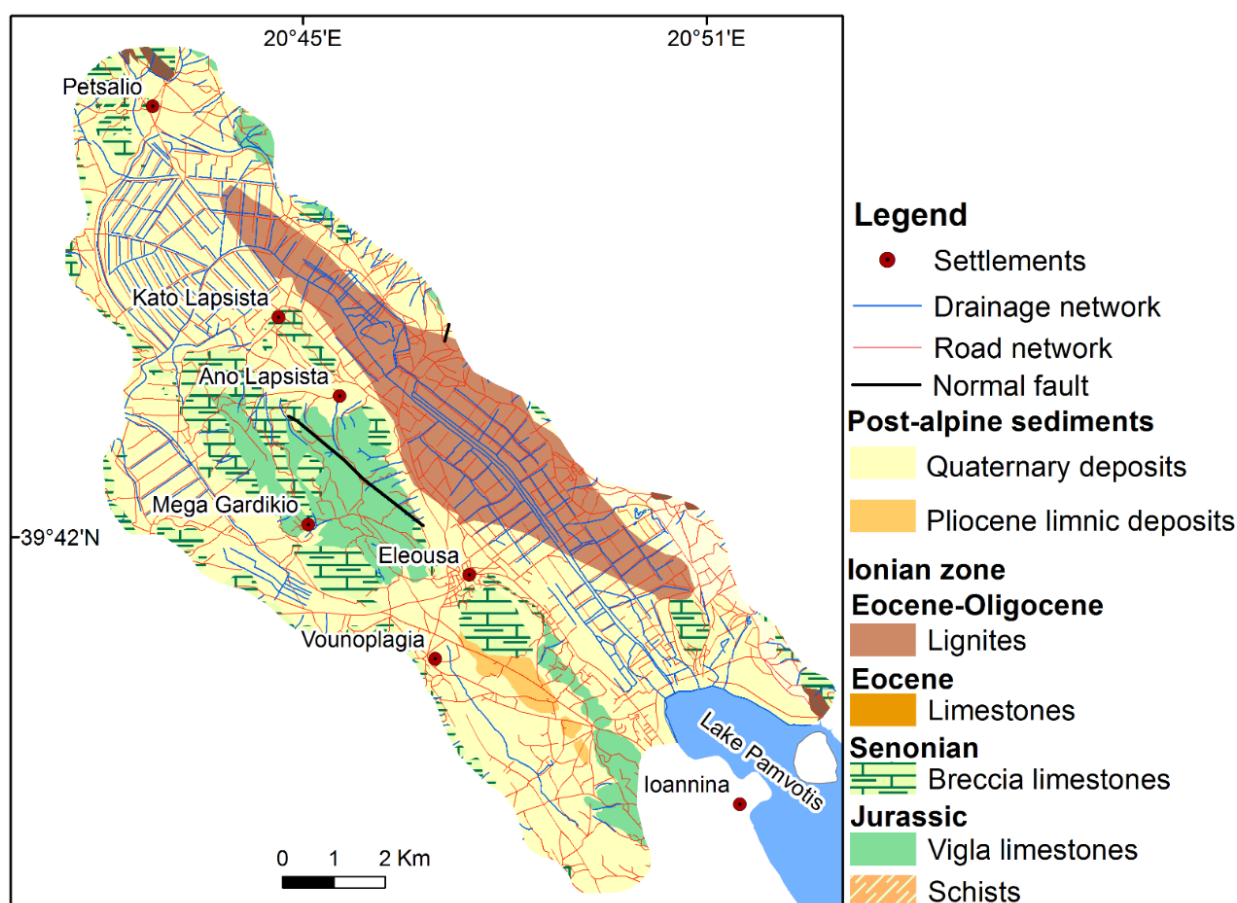 20°45'E
20°51'E
Petsalio
Kato Lapsista
Ano Lapsista
Mega Gardikio
39°42'N
Eleousa
Vounoplagia
Lake Pamvotis
Ioannina
0 1 2 Km
Legend
Settlements
Drainage network
Road network
Normal fault
Post-alpine sediments
Quaternary deposits
Pliocene limnic deposits
Ionian zone
Eocene-Oligocene
Lignites
Eocene
Limestones
Senonian
Breccia limestones
Jurassic
Vigla limestones
Schists